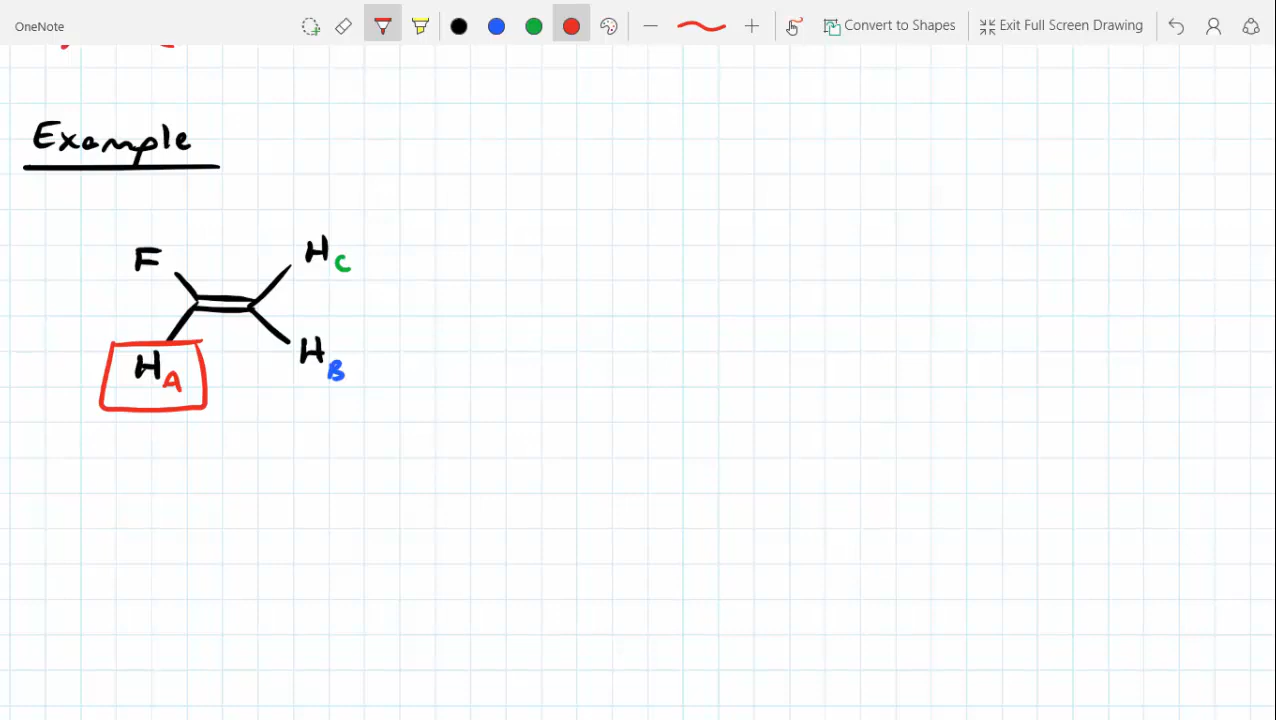 OneNote
Convert to Shapes
Exit Full Screen Drawing
Example
F
H C
H A
H B